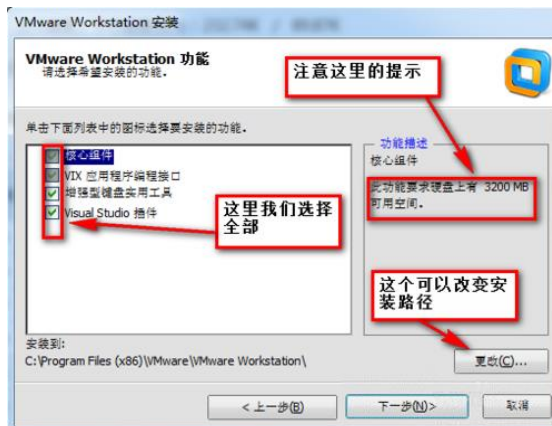 VMware Workstation 安装
VMware Workstation 功能
请选择希望安装的功能。
注意这里的提示
单击下面列表中的图标选择要安装的功能。
核心组件
VIX 应用程序编程接口
增强型键盘实用工具
Visual Studio 插件
这里我们选择
全部
功能描述
核心组件
此功能要求硬盘上有 3200 MB
可用空间。
这个可以改变安
装路径
安装到:
C:\Program Files (x86)\VMware\VMware Workstation\
更改(C)...
< 上一步(B)
下一步(N)>
取消